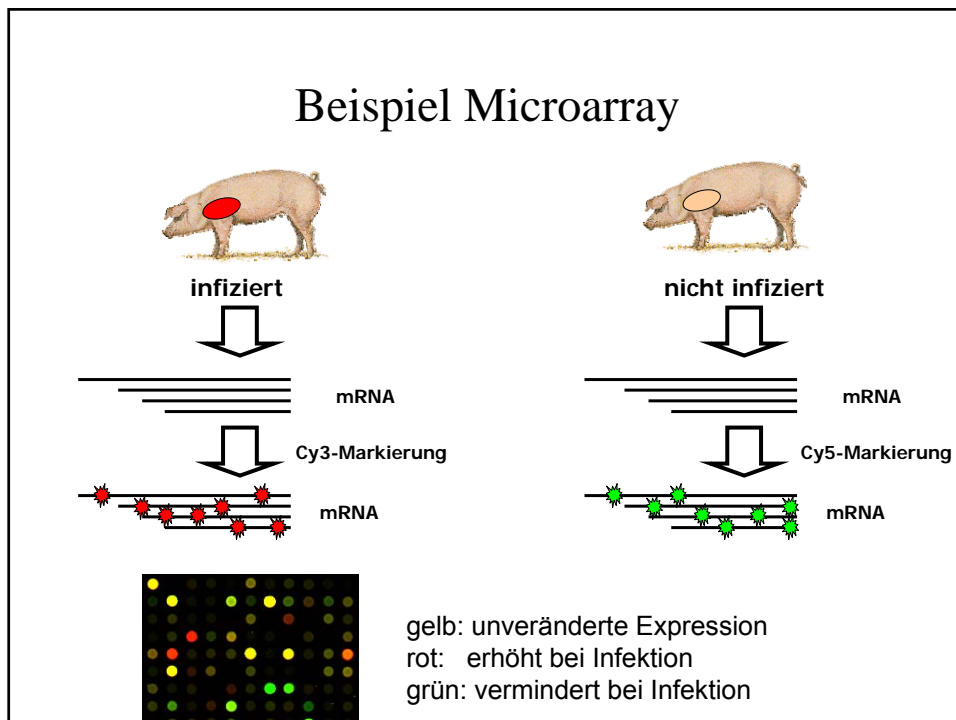 Beispiel Microarray
infiziert
nicht infiziert
mRNA
mRNA
Cy3-Markierung
Cy5-Markierung
mRNA
mRNA
gelb: unveränderte Expression
rot: erhöht bei Infektion
grün: vermindert bei Infektion